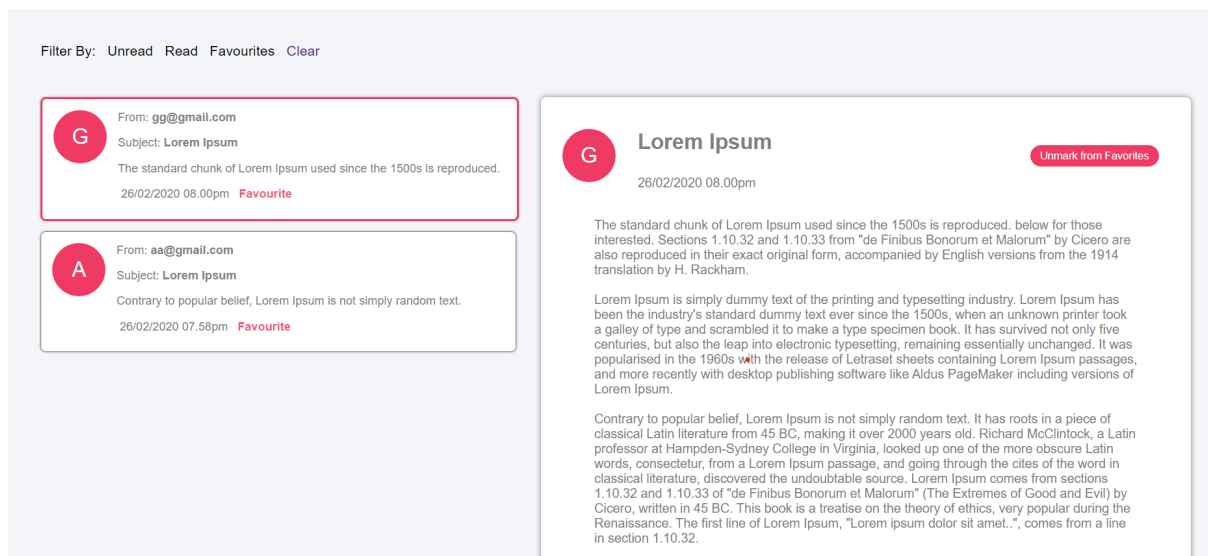 Filter By: Unread Read Favourites Clear
G
From: gg@gmail.com
Subject: Lorem Ipsum
The standard chunk of Lorem Ipsum used since the 1500s is reproduced.
26/02/2020 08.00pm Favourite
A
From: aa@gmail.com
Subject: Lorem Ipsum
Contrary to popular belief, Lorem Ipsum is not simply random text.
26/02/2020 07.58pm Favourite
G
Lorem Ipsum
Unmark from Favorites
26/02/2020 08.00pm
The standard chunk of Lorem Ipsum used since the 1500s is reproduced. below for those
interested. Sections 1.10.32 and 1.10.33 from "de Finibus Bonorum et Malorum" by Cicero are
also reproduced in their exact original form, accompanied by English versions from the 1914
translation by H. Rackham.
Lorem Ipsum is simply dummy text of the printing and typesetting industry. Lorem Ipsum has
been the industry's standard dummy text ever since the 1500s, when an unknown printer took
a galley of type and scrambled it to make a type specimen book. It has survived not only five
centuries, but also the leap into electronic typesetting, remaining essentially unchanged. It was
popularised in the 1960s with the release of Letraset sheets containing Lorem Ipsum passages,
and more recently with desktop publishing software like Aldus PageMaker including versions of
Lorem Ipsum.
Contrary to popular belief, Lorem Ipsum is not simply random text. It has roots in a piece of
classical Latin literature from 45 BC, making it over 2000 years old. Richard McClintock, a Latin
professor at Hampden-Sydney College in Virginia, looked up one of the more obscure Latin
words, consectetur, from a Lorem Ipsum passage, and going through the cites of the word in
classical literature, discovered the undoubtable source. Lorem Ipsum comes from sections
1.10.32 and 1.10.33 of "de Finibus Bonorum et Malorum" (The Extremes of Good and Evil) by
Cicero, written in 45 BC. This book is a treatise on the theory of ethics, very popular during the
Renaissance. The first line of Lorem Ipsum, "Lorem ipsum dolor sit amet..", comes from a line
in section 1.10.32.